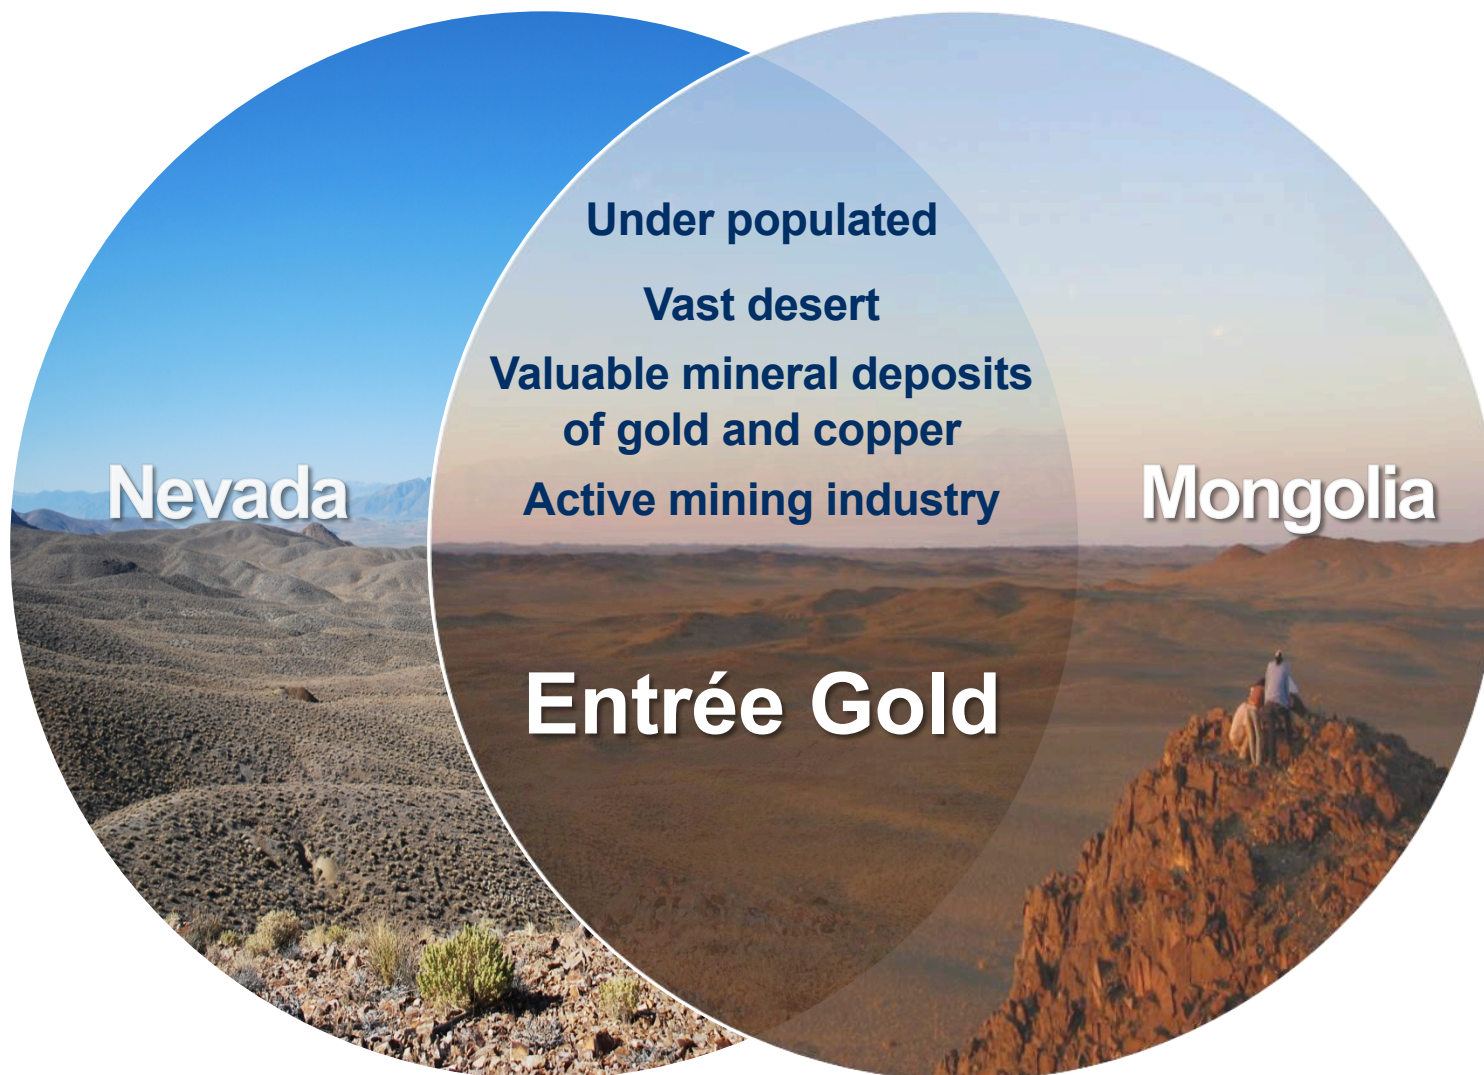 Under populated
Vast desert
Valuable mineral deposits
of gold and copper
Active mining industry
Nevada
Mongolia
Entrée Gold